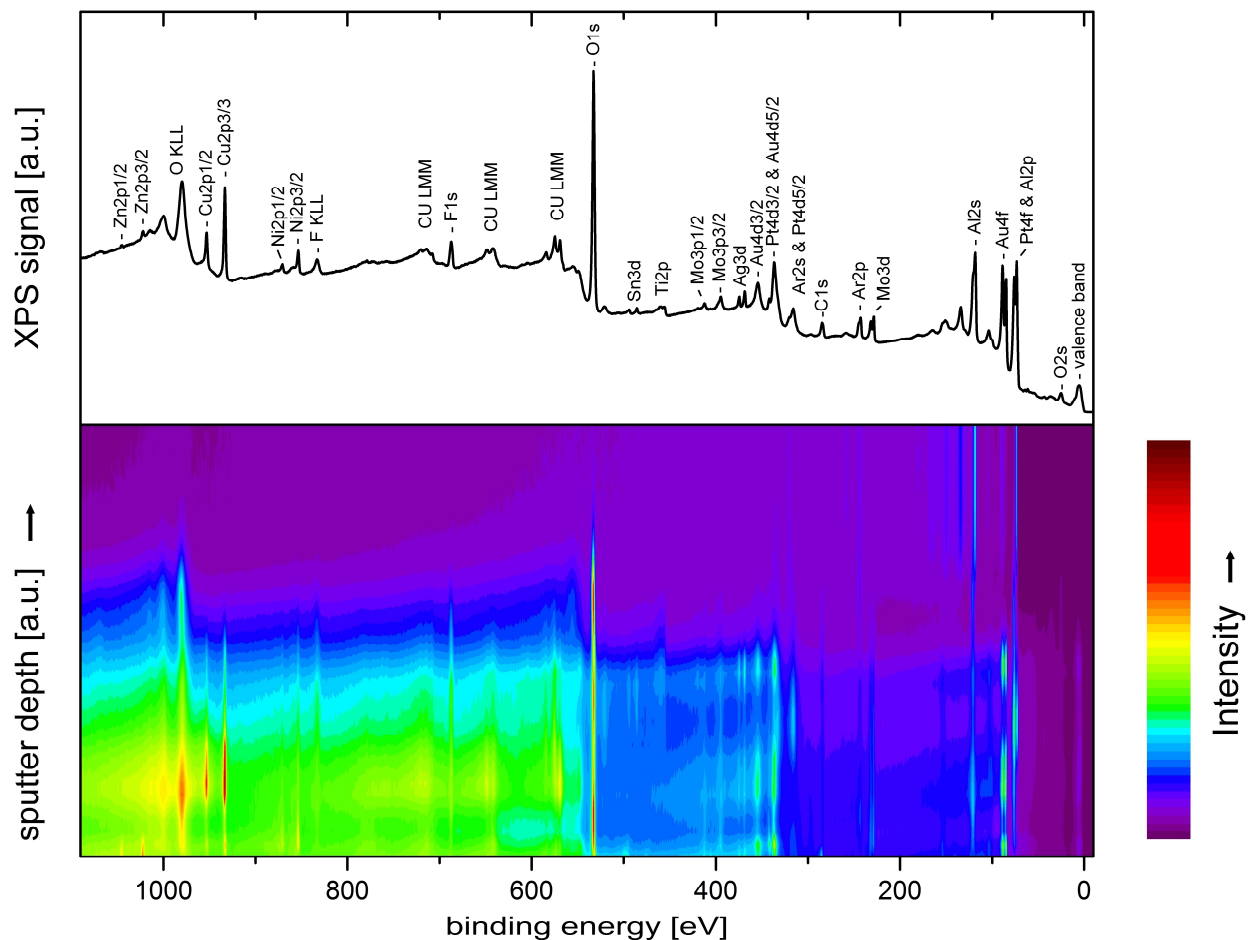 XPS signal [a.u.]
Zn2p1/2
Zn2p3/2
O KLL
Cu2p1/2
Cu2p3/3
Ni2p1/2
Ni2p3/2
F KLL
CU LMM
F1s
CU LMM
CU LMM
O1s
Sn3d
Ti2p
Mo3p1/2
Mo3p3/2
Ag3d
Au4d3/2
Pt4d3/2 & Au4d5/2
Ar2s & Pt4d5/2
C1s
Ar2p
Mo3d
Al2s
Au4f
Pt4f & Al2p
O2s
valence band
sputter depth [a.u.] →
Intensity →
1000 800 600 400 200 0
binding energy [eV]